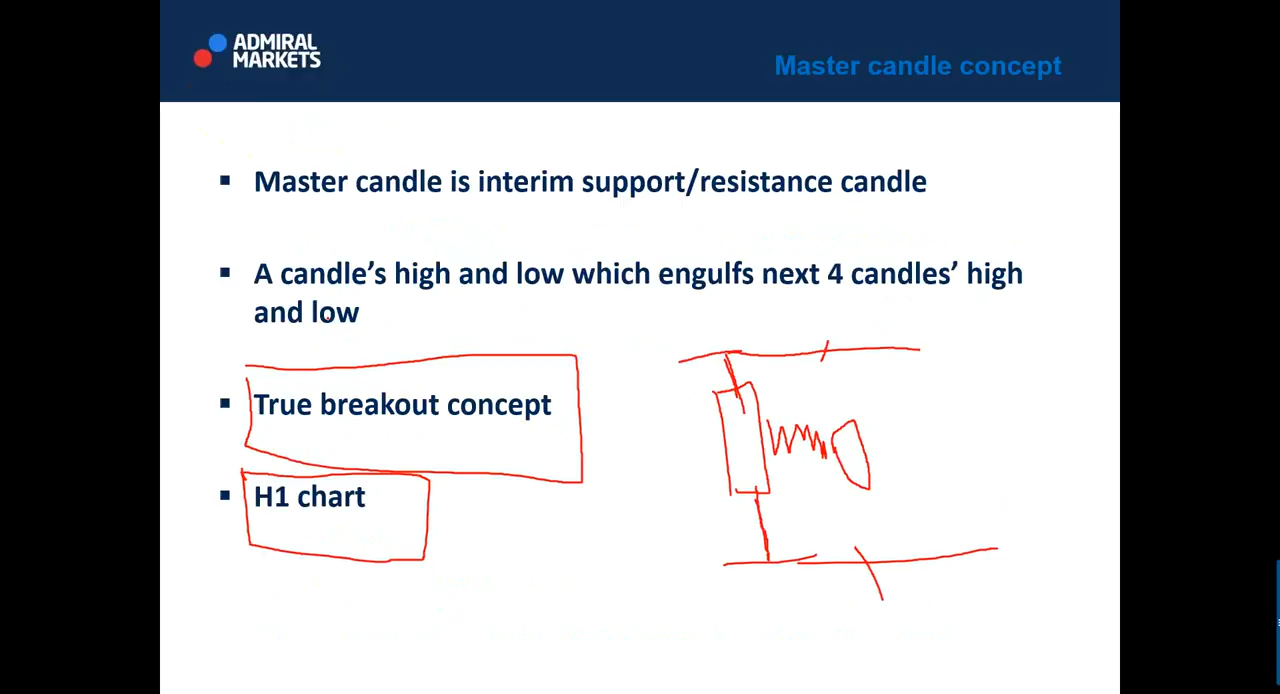 ADMIRAL
MARKETS
Master candle concept
▪ Master candle is interim support/resistance candle
▪ A candle’s high and low which engulfs next 4 candles’ high
and low
▪ True breakout concept
▪ H1 chart